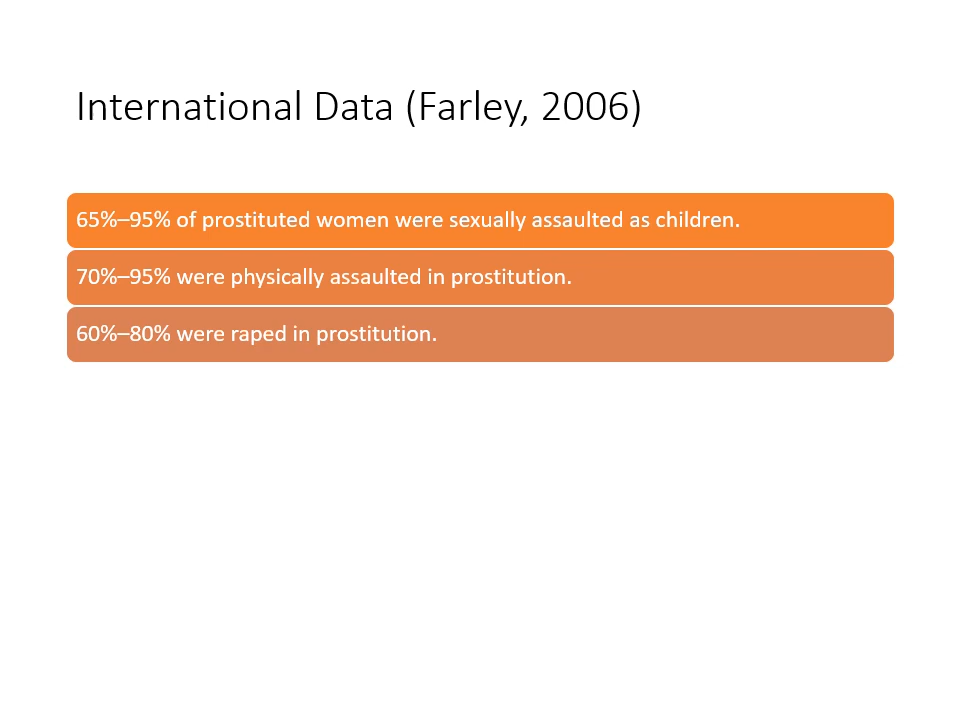 International Data (Farley, 2006)
65%–95% of prostituted women were sexually assaulted as children.
70%–95% were physically assaulted in prostitution.
60%–80% were raped in prostitution.